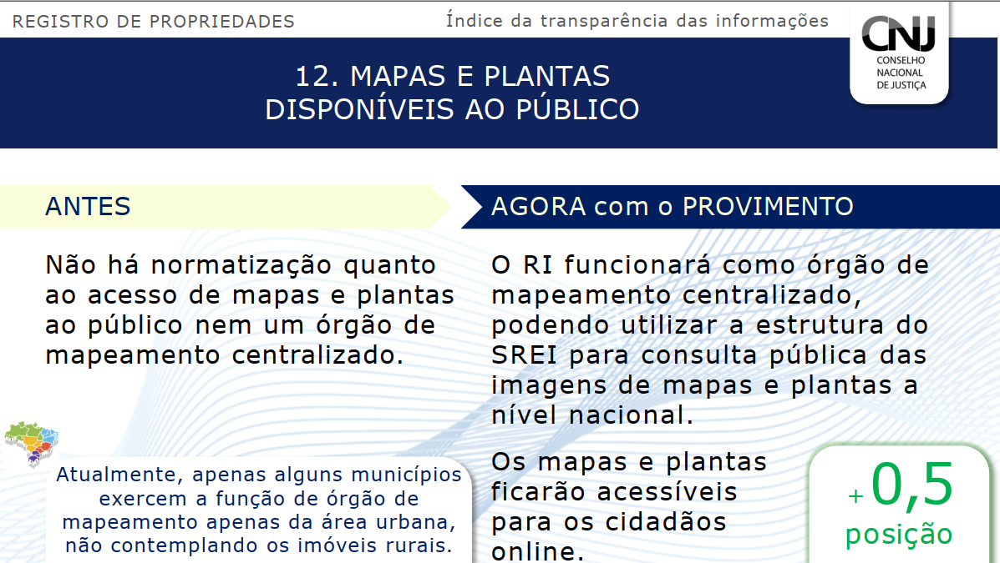 REGISTRO DE PROPRIEDADES
Índice da transparência das informações
CNJ
CONSELHO
NACIONAL
DE JUSTIÇA
12. MAPAS E PLANTAS
DISPONÍVEIS AO PÚBLICO
ANTES
Não há normatização quanto
ao acesso de mapas e plantas
ao público nem um órgão de
mapeamento centralizado.
Atualmente, apenas alguns municípios
exercem a função de órgão de
mapeamento apenas da área urbana,
não contemplando os imóveis rurais.
AGORA com o PROVIMENTO
O RI funcionará como órgão de
mapeamento centralizado,
podendo utilizar a estrutura do
SREI para consulta pública das
imagens de mapas e plantas a
nível nacional.
Os mapas e plantas
ficarão acessíveis
para os cidadãos
online.
+ 0,5
posição